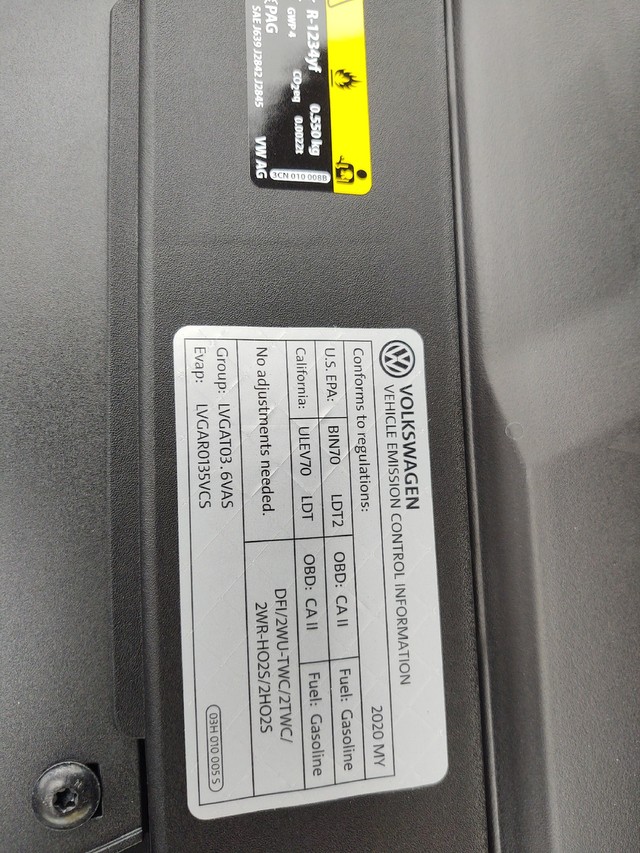 R-1234yf 0.550 kg
GWP 4 CO2eq 0.0022t
PAG
SAE J639 J2842 J2845
VW AG
3CN 010 008B
VOLKSWAGEN
VEHICLE EMISSION CONTROL INFORMATION
Conforms to regulations: 2020 MY
U.S. EPA: BIN70 LDT2 OBD: CA II Fuel: Gasoline
California: ULEV70 LDT OBD: CA II Fuel: Gasoline
No adjustments needed. DFI/2WU-TWC/2TWC/
2WR-HO2S/2HO2S
Group: LVGAT03.6VAS
Evap: LVGAR0135VCS
03H 010 005 S